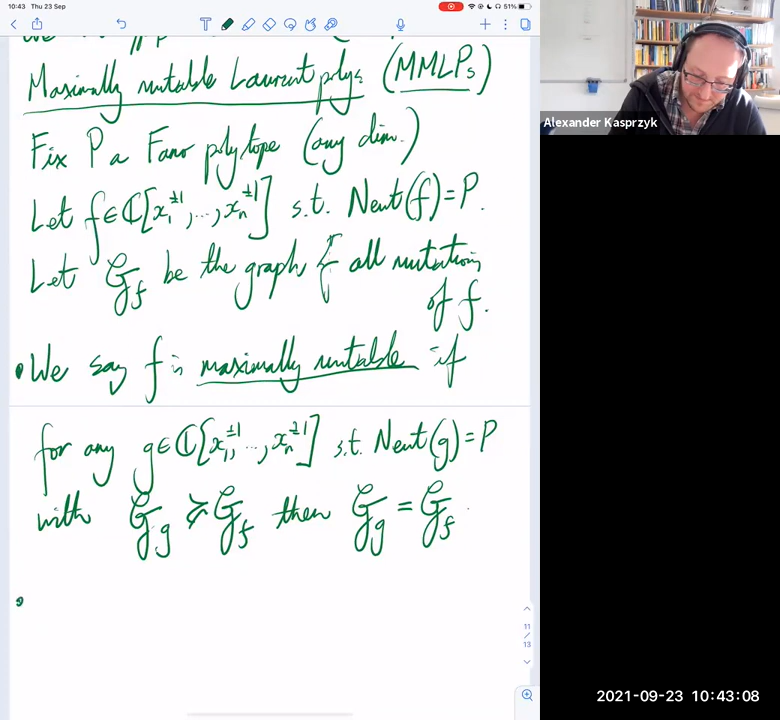 10:43 Thu 23 Sep
51%
Maximally mutable Laurent polys (MMLPs)
Fix P a Fano polytope (any dim.)
Let f ∈ ℂ[x₁^±1, ..., xₙ^±1] s.t. Newt(f) = P.
Let 𝒢_f be the graph of all mutations
of f.
• We say f is maximally mutable if
for any g ∈ ℂ[x₁^±1, ..., xₙ^±1] s.t. Newt(g) = P
with 𝒢_g ≥ 𝒢_f then 𝒢_g = 𝒢_f.
11
/
13
Alexander Kasprzyk
2021-09-23 10:43:08